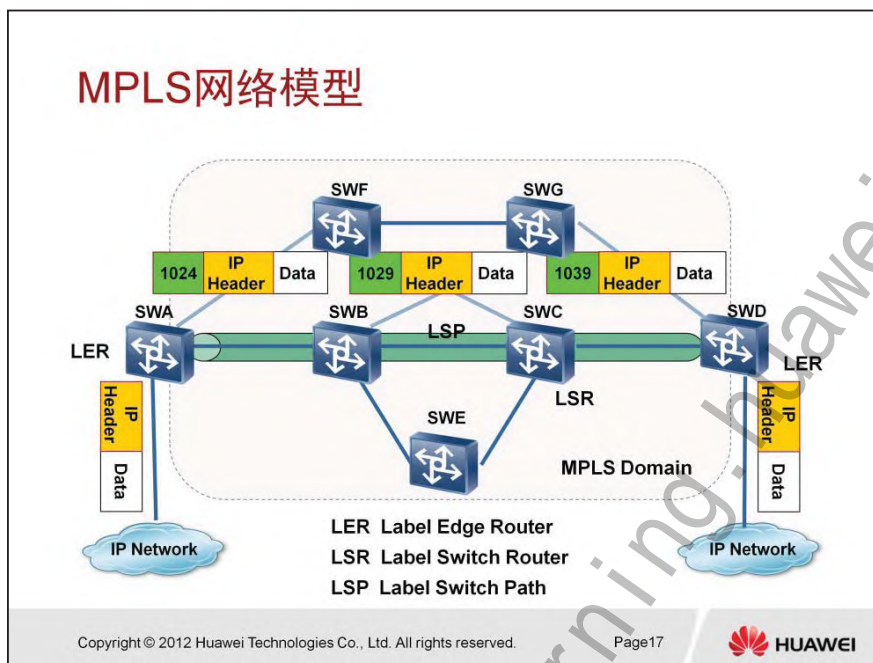 MPLS网络模型
SWF
SWG
1024 IP Header Data
1029 IP Header Data
1039 IP Header Data
SWA
SWB
SWC
SWD
LSP
LER
LER
LSR
IP Header
Data
SWE
IP Header
Data
MPLS Domain
IP Network
IP Network
LER Label Edge Router
LSR Label Switch Router
LSP Label Switch Path
Copyright © 2012 Huawei Technologies Co., Ltd. All rights reserved.
Page17
HUAWEI
rning.huawei.